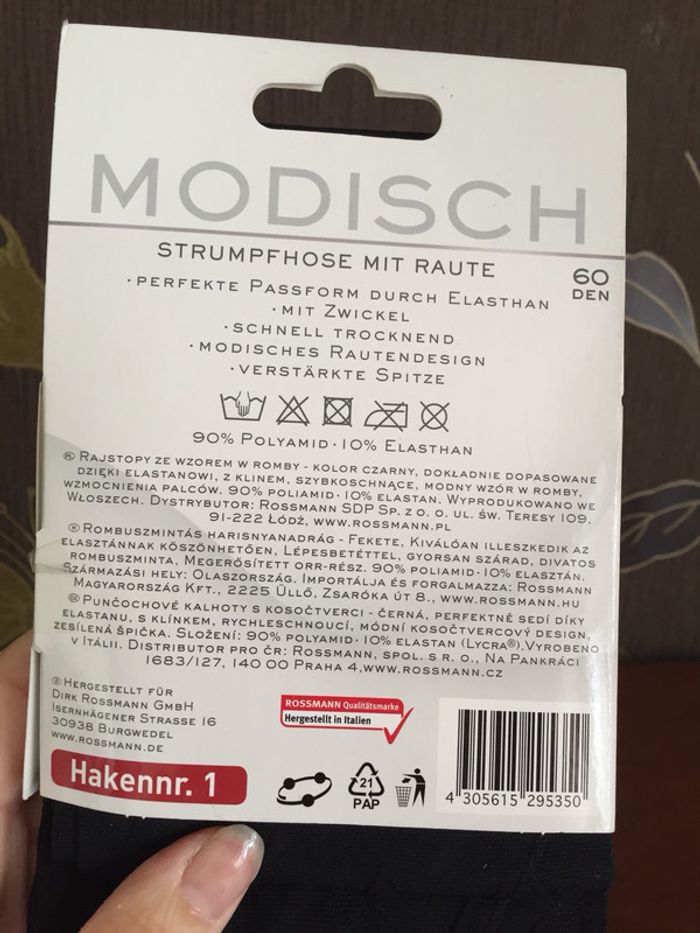 MODISCH
STRUMPFHOSE MIT RAUTE
60
DEN
· PERFEKTE PASSFORM DURCH ELASTHAN
· MIT ZWICKEL
· SCHNELL TROCKNEND
· MODISCHES RAUTENDESIGN
· VERSTÄRKTE SPITZE
90% POLYAMID · 10% ELASTHAN
RAJSTOPY ZE WZOREM W ROMBY - KOLOR CZARNY, DOKŁADNIE DOPASOWANE
DZIĘKI ELASTANOWI, Z KLINEM, SZYBKOSCHNĄCE, MODNY WZÓR W ROMBY,
WZMOCNIENIA PALCÓW. 90% POLIAMID · 10% ELASTAN. WYPRODUKOWANO WE
WŁOSZECH. DYSTRYBUTOR: ROSSMANN SDP SP. Z O. O. UL. ŚW. TERESY 109,
91-222 ŁÓDŹ, WWW.ROSSMANN.PL
ROMBUSZMINTÁS HARISNYANADRÁG - FEKETE, KIVÁLÓAN ILLESZKEDIK AZ
ELASZTÁNNAK KÖSZÖNHETŐEN, LÉPESBETÉTTEL, GYORSAN SZÁRAD, DIVATOS
ROMBUSZMINTA, MEGERŐSÍTETT ORR-RÉSZ. 90% POLIAMID · 10% ELASZTÁN.
SZÁRMAZÁSI HELY: OLASZORSZÁG. IMPORTÁLJA ÉS FORGALMAZZA: ROSSMANN
MAGYARORSZÁG KFT., 2225 ÜLLŐ, ZSARÓKA ÚT 8., WWW.ROSSMANN.HU
PUNČOCHOVÉ KALHOTY S KOSOČTVERCI - ČERNÁ, PERFEKTNĚ SEDÍ DÍKY
ELASTANU, S KLÍNKEM, RYCHLESCHNOUCÍ, MÓDNÍ KOSOČTVERCOVÝ DESIGN,
ZESÍLENÁ ŠPIČKA. SLOŽENÍ: 90% POLYAMID · 10% ELASTAN (LYCRA®).VYROBENO
V ITÁLII. DISTRIBUTOR PRO ČR: ROSSMANN, SPOL. S R. O., NA PANKRÁCI
1683/127, 140 00 PRAHA 4,WWW.ROSSMANN.CZ
HERGESTELLT FÜR
DIRK ROSSMANN GMBH
ISERNHÄGENER STRASSE 16
30938 BURGWEDEL
WWW.ROSSMANN.DE
ROSSMANN Qualitätsmarke
Hergestellt in Italien
Hakennr. 1
21
PAP
4 305615 295350